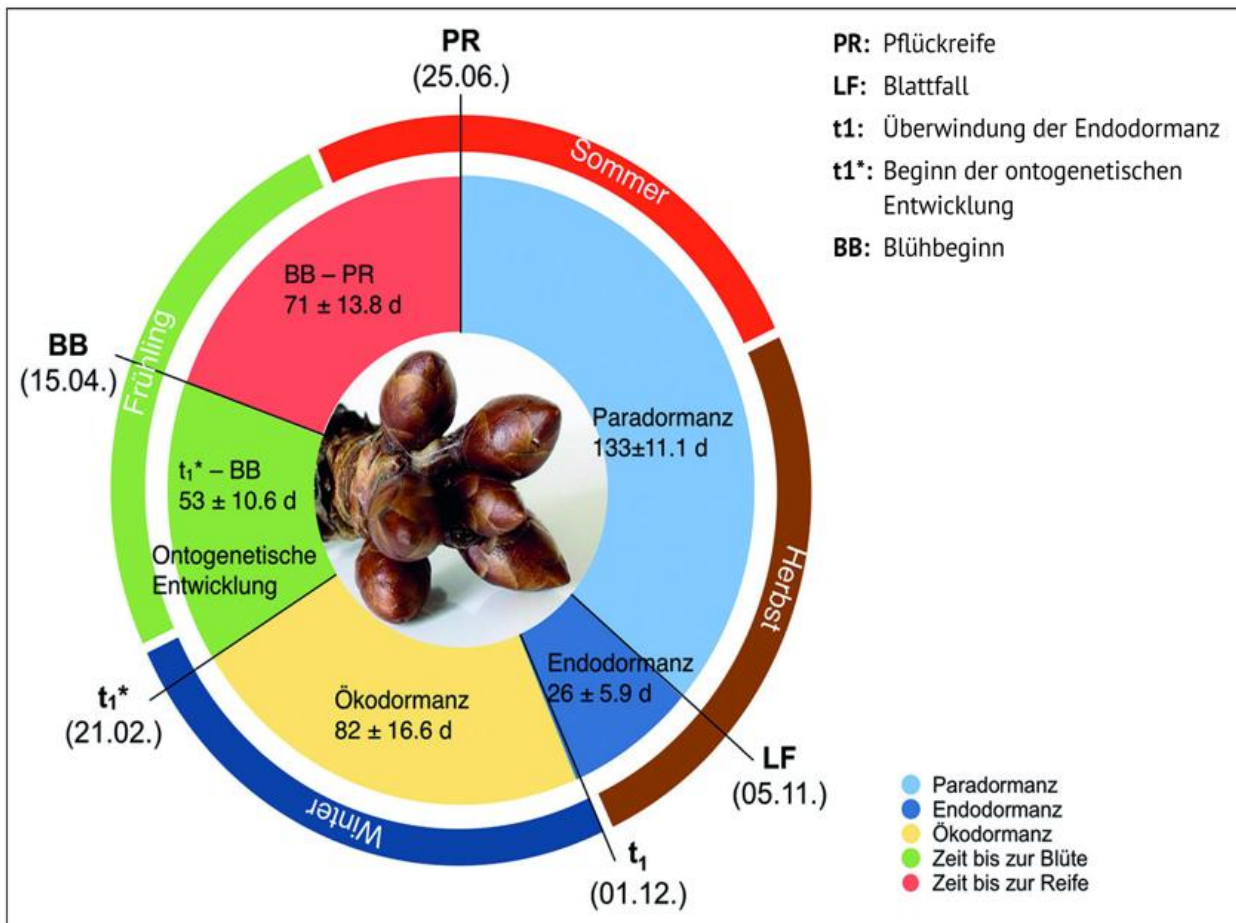 PR
(25.06.)
PR: Pflückreife
LF: Blattfall
t1: Überwindung der Endodormanz
t1*: Beginn der ontogenetischen
Entwicklung
BB: Blühbeginn
Sommer
Frühling
Herbst
Winter
BB – PR
71 ± 13.8 d
BB
(15.04.)
Paradormanz
133±11.1 d
t₁* – BB
53 ± 10.6 d
Ontogenetische
Entwicklung
Endodormanz
26 ± 5.9 d
Ökodormanz
82 ± 16.6 d
t₁*
(21.02.)
LF
(05.11.)
t₁
(01.12.)
Paradormanz
Endodormanz
Ökodormanz
Zeit bis zur Blüte
Zeit bis zur Reife